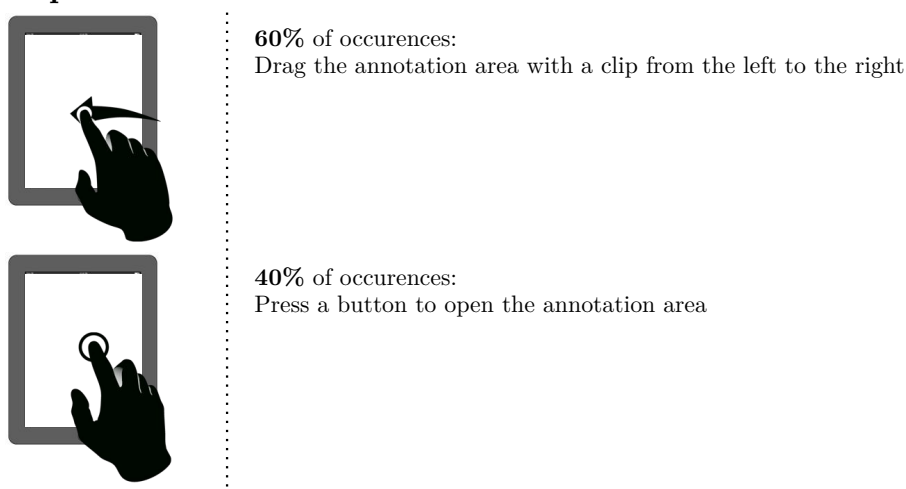 60% of occurences:
Drag the annotation area with a clip from the left to the right
40% of occurences:
Press a button to open the annotation area